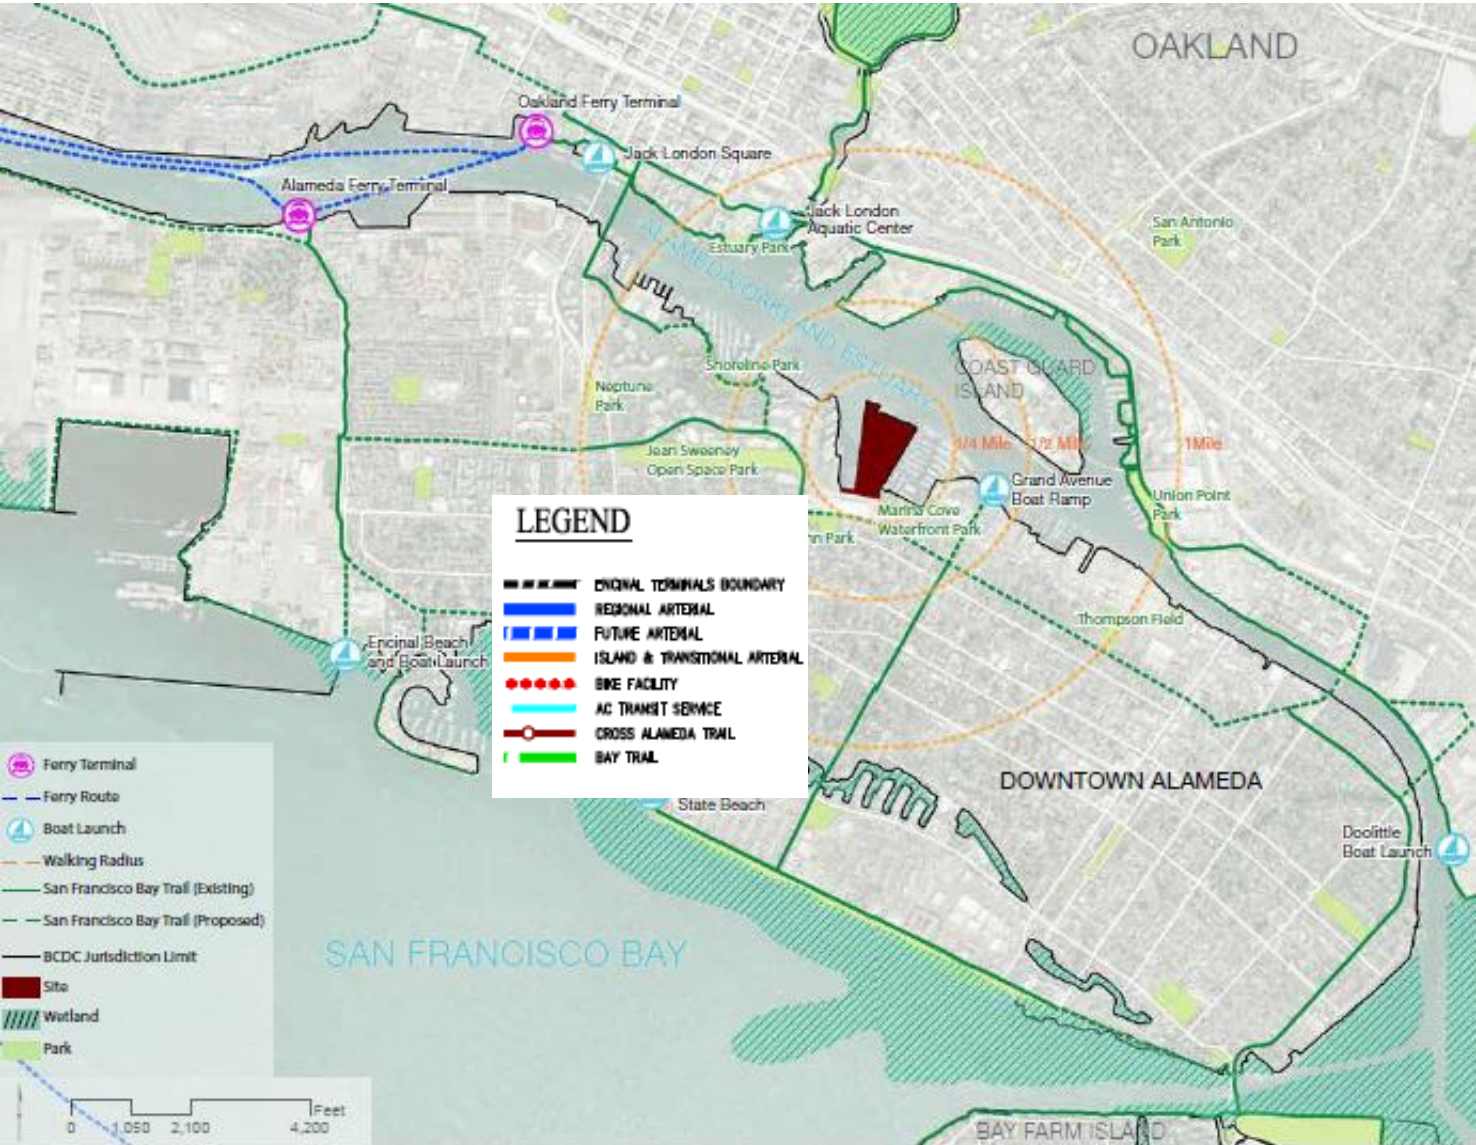 OAKLAND
Oakland Ferry Terminal
Jack London Square
Alameda Ferry Terminal
Jack London
Aquatic Center
San Antonio
Park
Estuary Park
ALAMEDA OAKLAND ESTUARY
Shoreline Park
COAST GUARD
ISLAND
Neptune
Park
1/4 Mile
1/2 Mile
1Mile
Jean Sweeney
Open Space Park
Grand Avenue
Boat Ramp
Union Point
Park
Marina Cove
Waterfront Park
Park
LEGEND
ENCINAL TERMINALS BOUNDARY
REGIONAL ARTERIAL
FUTURE ARTERIAL
ISLAND & TRANSITIONAL ARTERIAL
BIKE FACILITY
AC TRANSIT SERVICE
CROSS ALAMEDA TRAIL
BAY TRAIL
Thompson Field
Encinal Beach
and Boat Launch
State Beach
DOWNTOWN ALAMEDA
Doolittle
Boat Launch
SAN FRANCISCO BAY
BAY FARM ISLAND
Ferry Terminal
Ferry Route
Boat Launch
Walking Radius
San Francisco Bay Trail (Existing)
San Francisco Bay Trail (Proposed)
BCDC Jurisdiction Limit
Site
Wetland
Park
Feet
0 1,050 2,100 4,200